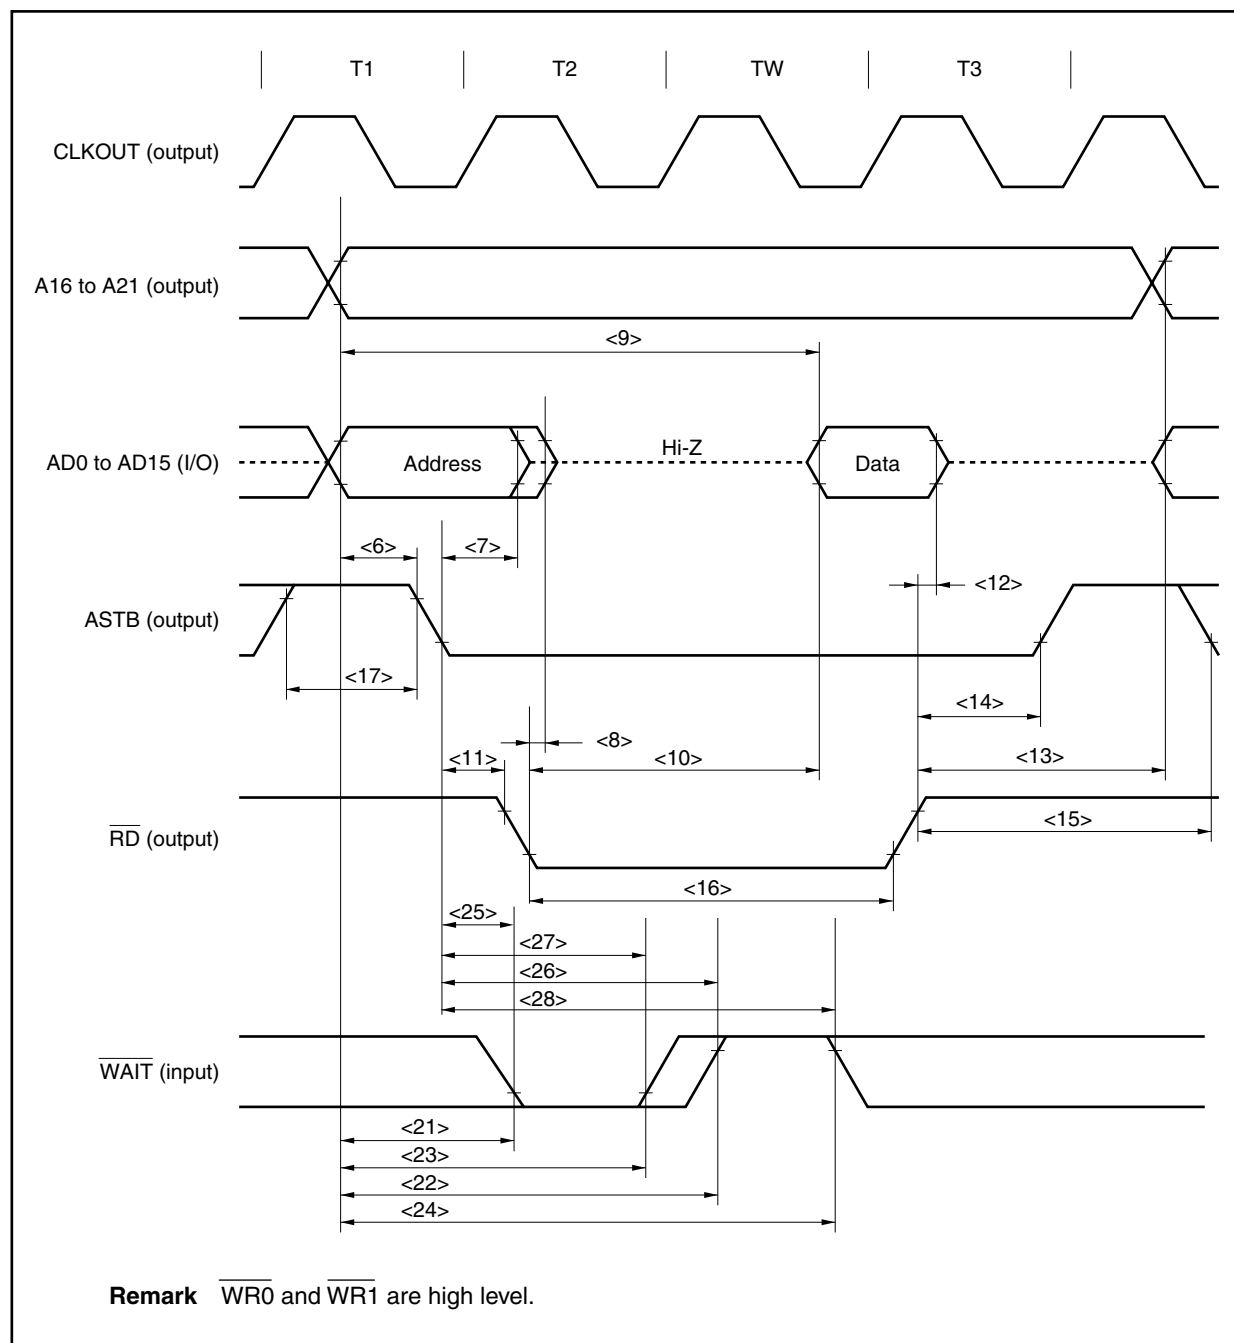 T1 T2 TW T3
CLKOUT (output)
A16 to A21 (output)
<9>
AD0 to AD15 (I/O)
Address
Hi-Z
Data
<6> <7>
<12>
ASTB (output)
<17>
<14>
<8>
<11> <10> <13>
RD (output)
<15>
<16>
<25>
<27>
<26>
<28>
WAIT (input)
<21>
<23>
<22>
<24>
Remark WR0 and WR1 are high level.